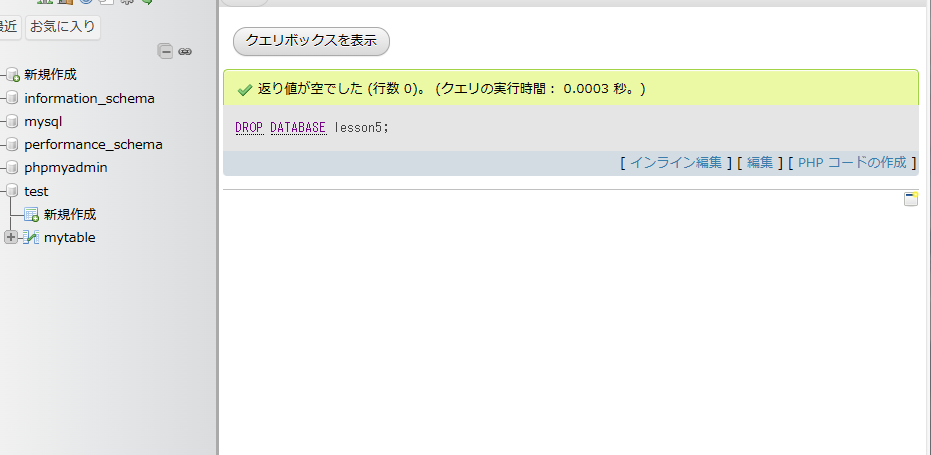 お気に入り
新規作成
information_schema
mysql
performance_schema
phpmyadmin
test
新規作成
mytable
クエリボックスを表示
返り値が空でした (行数 0)。 (クエリの実行時間： 0.0003 秒。)
DROP DATABASE lesson5;
[ インライン編集 ] [ 編集 ] [ PHP コードの作成 ]